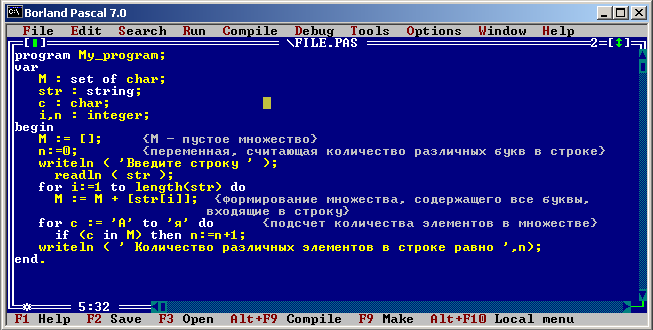 Borland Pascal 7.0
File Edit Search Run Compile Debug Tools Options Window Help
\FILE.PAS 2=[↕]
program My_program;
var
M : set of char;
str : string;
c : char;
i,n : integer;
begin
M := []; {M - пустое множество}
n:=0; {переменная, считающая количество различных букв в строке}
writeln ( 'Введите строку ' );
readln ( str );
for i:=1 to length(str) do
M := M + [str[i]]; {формирование множества, содержащего все буквы,
входящие в строку}
for c := 'А' to 'я' do {подсчет количества элементов в множестве}
if (c in M) then n:=n+1;
writeln ( ' Количество различных элементов в строке равно ',n);
end.
5:32
F1 Help F2 Save F3 Open Alt+F9 Compile F9 Make Alt+F10 Local menu